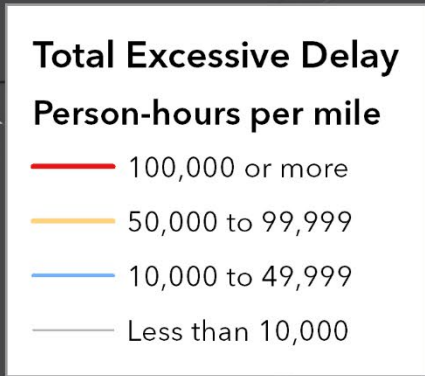 Total Excessive Delay
Person-hours per mile
100,000 or more
50,000 to 99,999
10,000 to 49,999
Less than 10,000